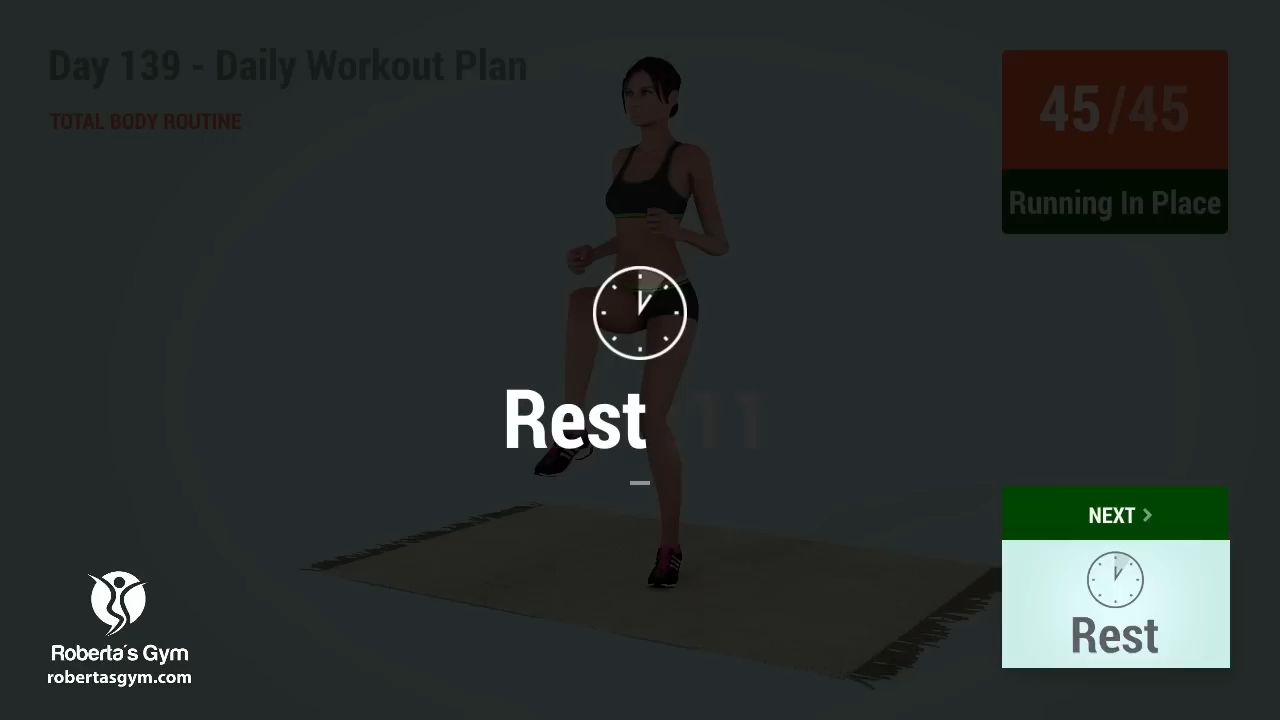 Day 139 - Daily Workout Plan
TOTAL BODY ROUTINE
45/45
Running In Place
Rest 11
NEXT >
Rest
Roberta´s Gym
robertasgym.com